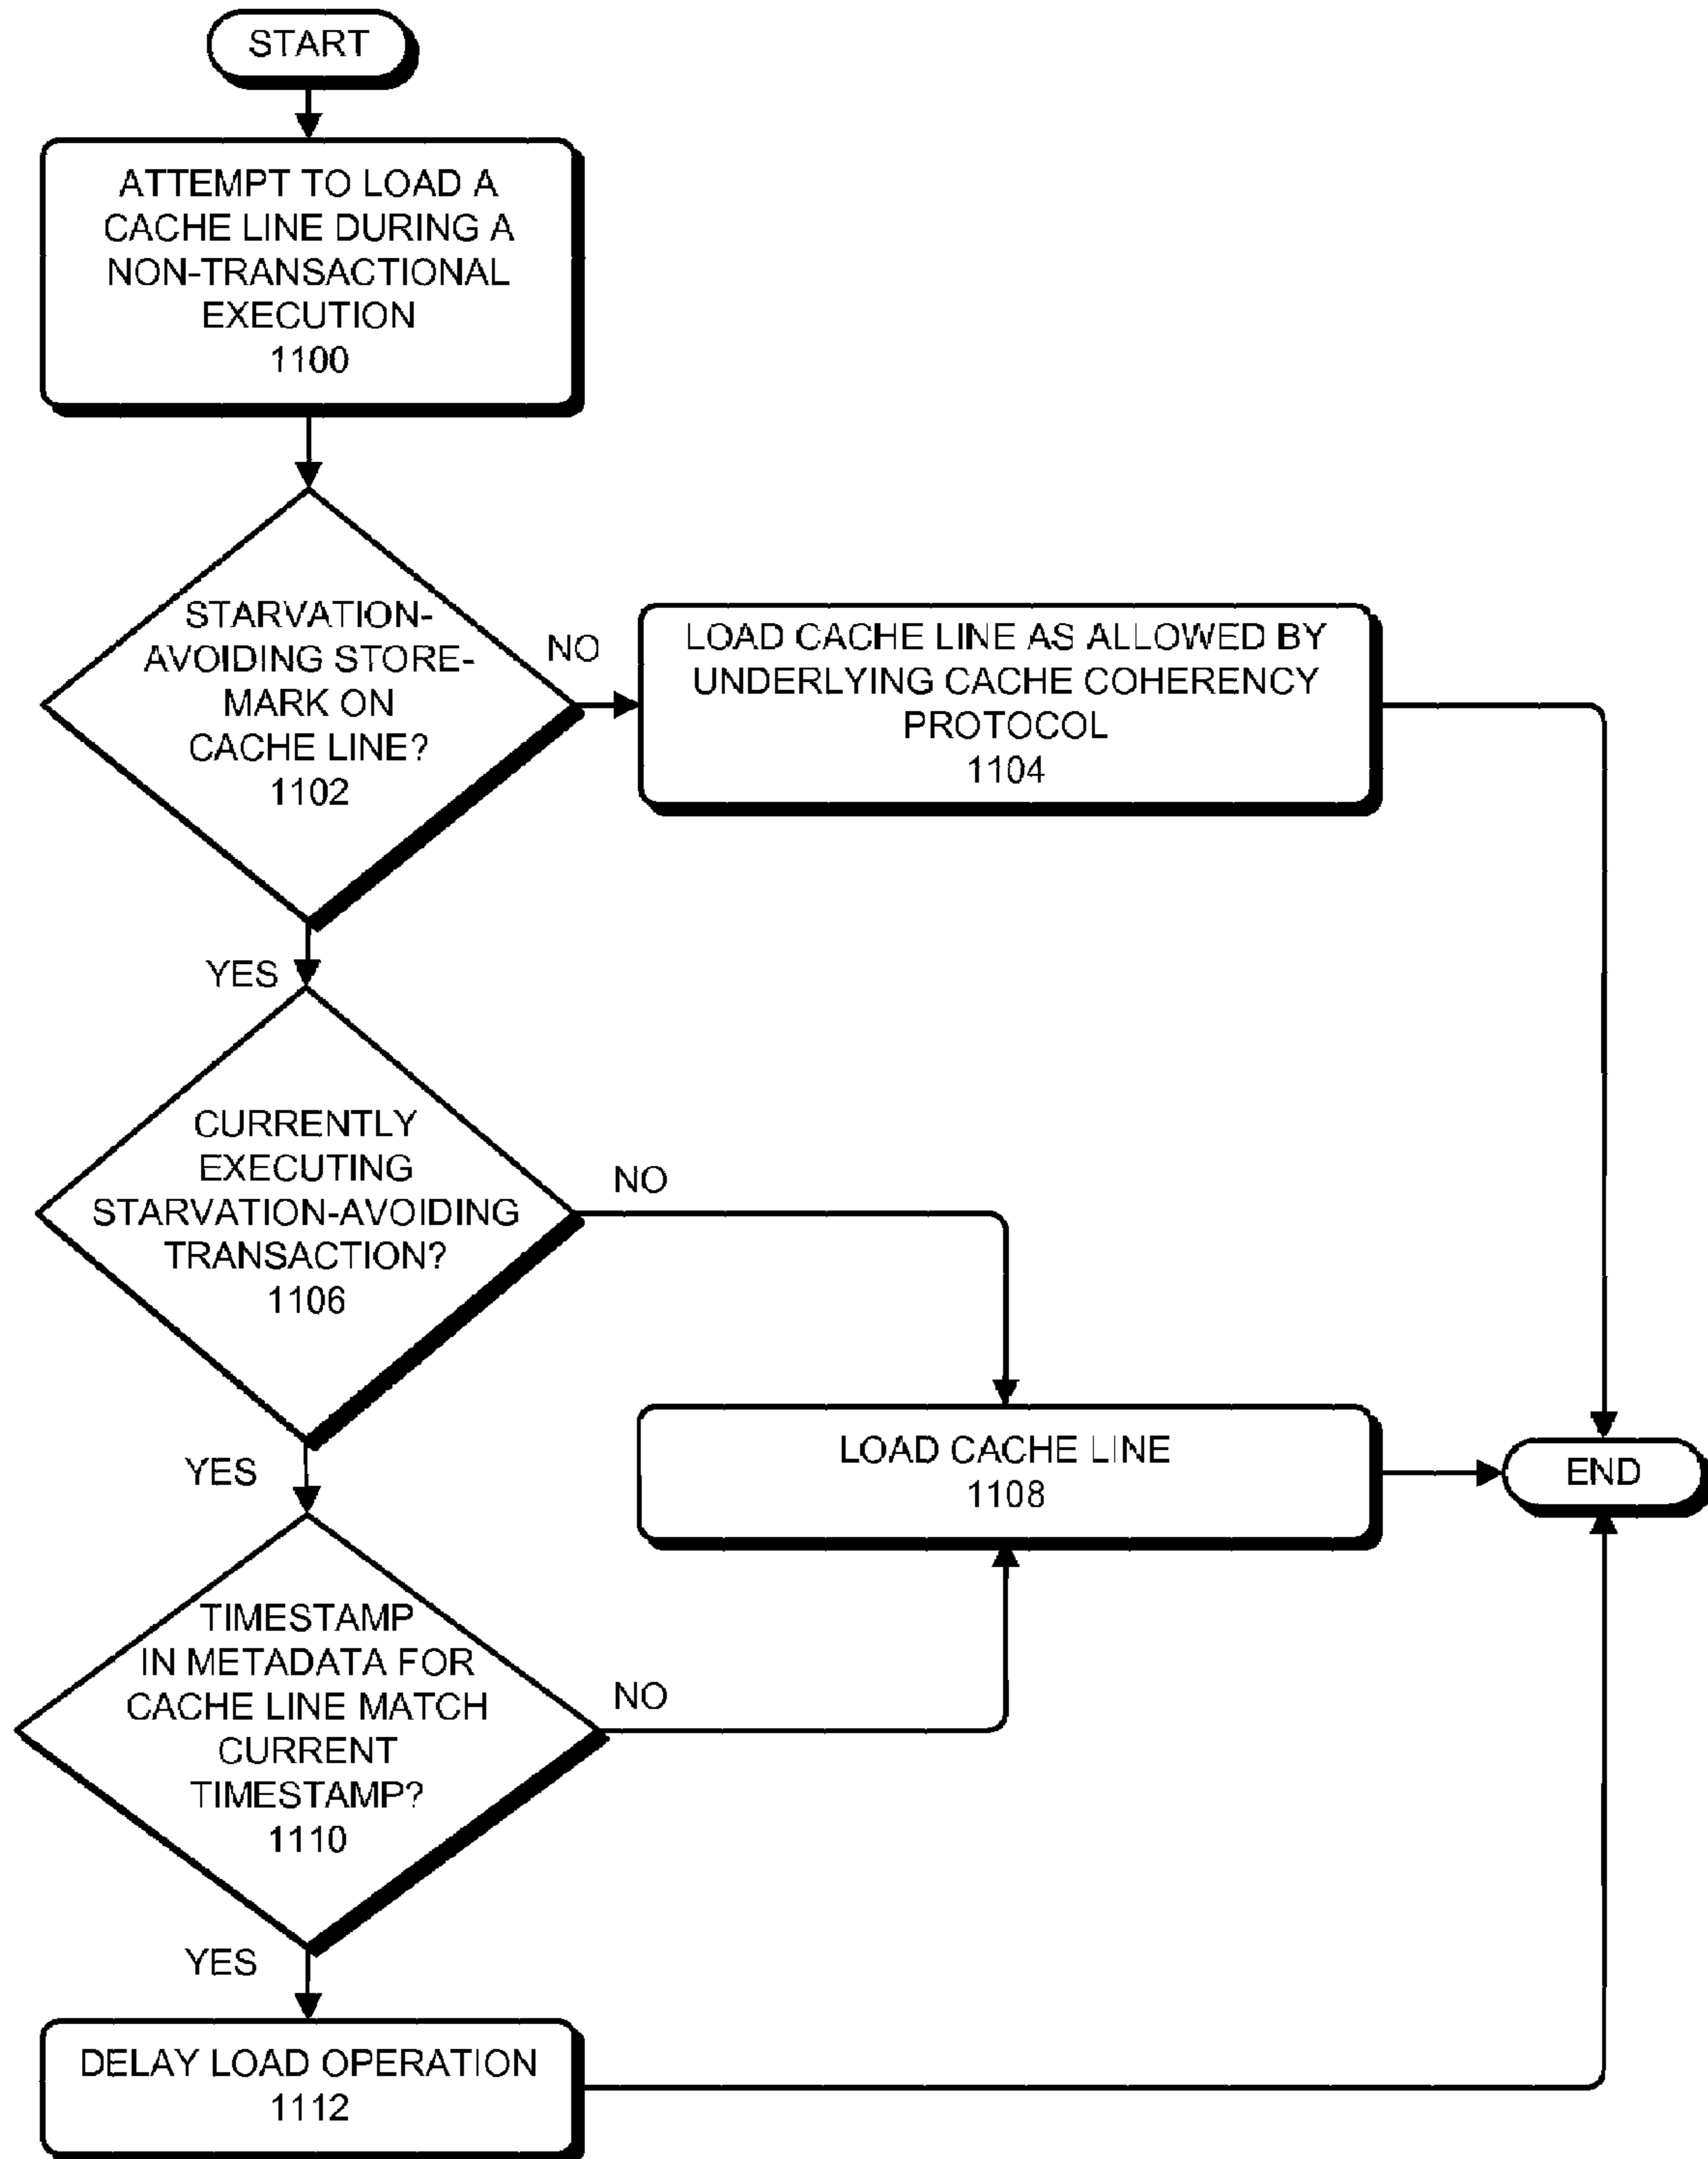 START
ATTEMPT TO LOAD A
CACHE LINE DURING A
NON-TRANSACTIONAL
EXECUTION
1100
STARVATION-
AVOIDING STORE-
MARK ON
CACHE LINE?
1102
NO
LOAD CACHE LINE AS ALLOWED BY
UNDERLYING CACHE COHERENCY
PROTOCOL
1104
YES
CURRENTLY
EXECUTING
STARVATION-AVOIDING
TRANSACTION?
1106
NO
LOAD CACHE LINE
1108
END
YES
TIMESTAMP
IN METADATA FOR
CACHE LINE MATCH
CURRENT
TIMESTAMP?
1110
NO
YES
DELAY LOAD OPERATION
1112